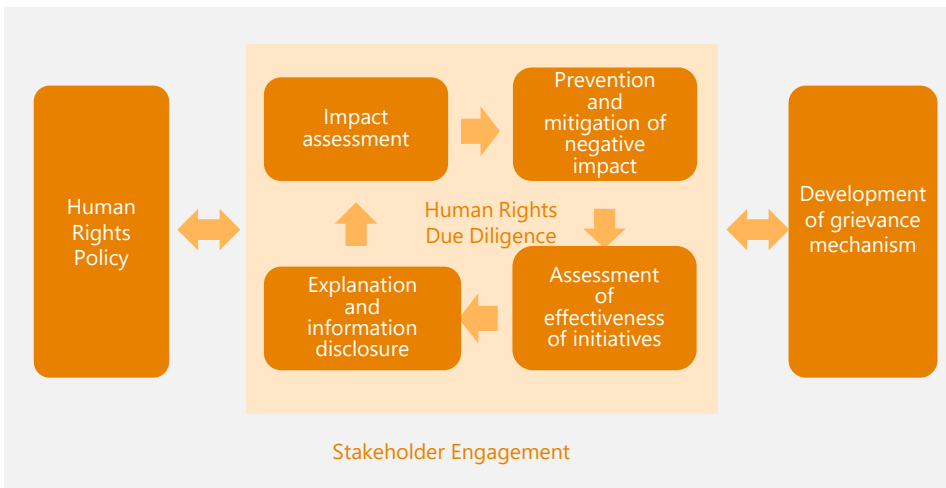 Human
Rights
Policy
Impact
assessment
Prevention
and
mitigation of
negative
impact
Human Rights
Due Diligence
Explanation
and
information
disclosure
Assessment
of
effectiveness
of initiatives
Development
of grievance
mechanism
Stakeholder Engagement